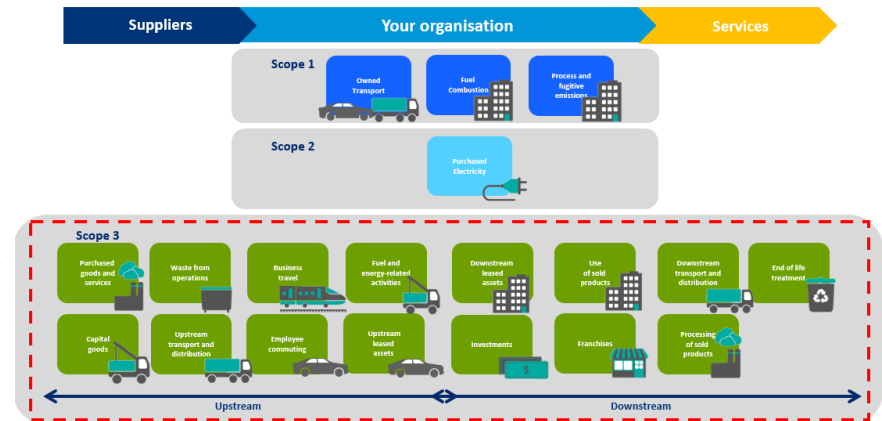 Suppliers
Your organisation
Services
Scope 1
Owned
Transport
Fuel
Combustion
Process and
fugitive
emissions
Scope 2
Purchased
Electricity
Scope 3
Purchased
goods and
services
Waste from
operations
Business
travel
Fuel and
energy-related
activities
Downstream
leased
assets
Use
of sold
products
Downstream
transport and
distribution
End of life
treatment
Capital
goods
Upstream
transport and
distribution
Employee
commuting
Upstream
leased
assets
Investments
$
Franchises
Processing
of sold
products
Upstream
Downstream